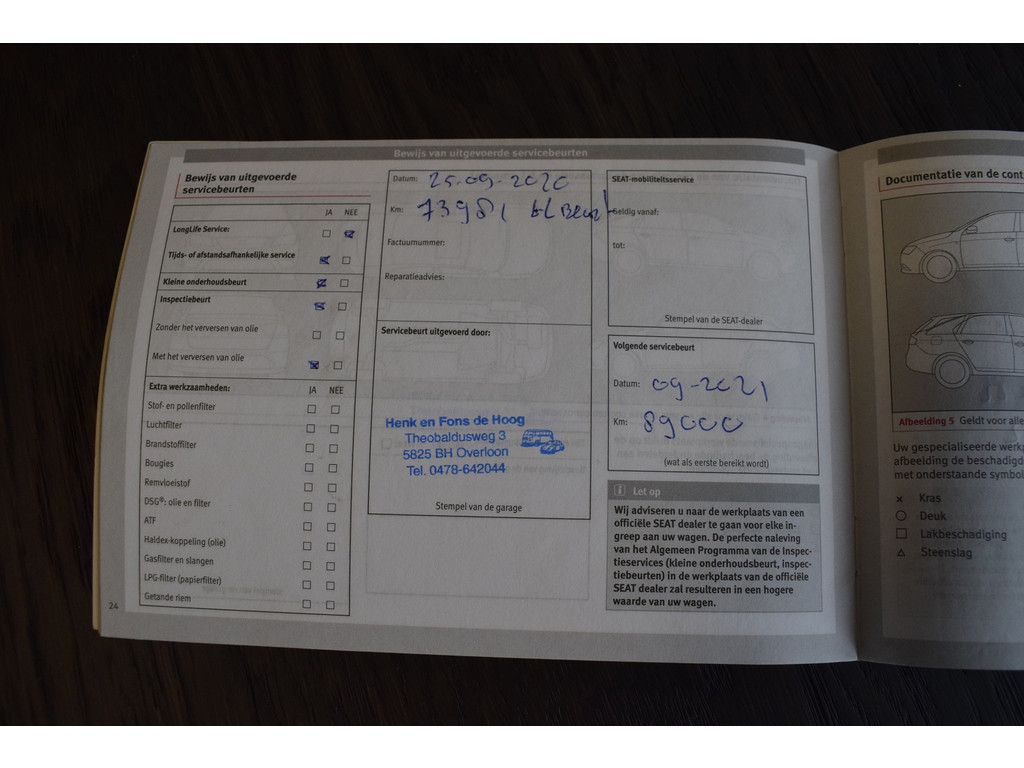 Bewijs van uitgevoerde servicebeurten
Bewijs van uitgevoerde
servicebeurten
JA NEE
LongLife Service:
Tijds- of afstandsafhankelijke service
Kleine onderhoudsbeurt
Inspectiebeurt
Zonder het verversen van olie
Met het verversen van olie
Extra werkzaamheden: JA NEE
Stof- en pollenfilter
Luchtfilter
Brandstoffilter
Bougies
Remvloeistof
DSG®: olie en filter
ATF
Haldex-koppeling (olie)
Gasfilter en slangen
LPG-filter (papierfilter)
Getande riem
24
Datum: 25-09-2020
Km: 73981
Factuurnummer:
Reparatieadvies:
Servicebeurt uitgevoerd door:
Henk en Fons de Hoog
Theobaldusweg 3
5825 BH Overloon
Tel. 0478-642044
Stempel van de garage
SEAT-mobiliteitsservice
Geldig vanaf:
tot:
Stempel van de SEAT-dealer
Volgende servicebeurt
Datum: 09-2021
Km: 89000
(wat als eerste bereikt wordt)
i Let op
Wij adviseren u naar de werkplaats van een
officiële SEAT dealer te gaan voor elke in-
greep aan uw wagen. De perfecte naleving
van het Algemeen Programma van de Inspec-
tieservices (kleine onderhoudsbeurt, inspec-
tiebeurten) in de werkplaats van de officiële
SEAT dealer zal resulteren in een hogere
waarde van uw wagen.
Documentatie van de cont
Afbeelding 5 Geldt voor alle
Uw gespecialiseerde werkp
afbeelding de beschadigd
met onderstaande symbol
× Kras
○ Deuk
□ Lakbeschadiging
△ Steenslag